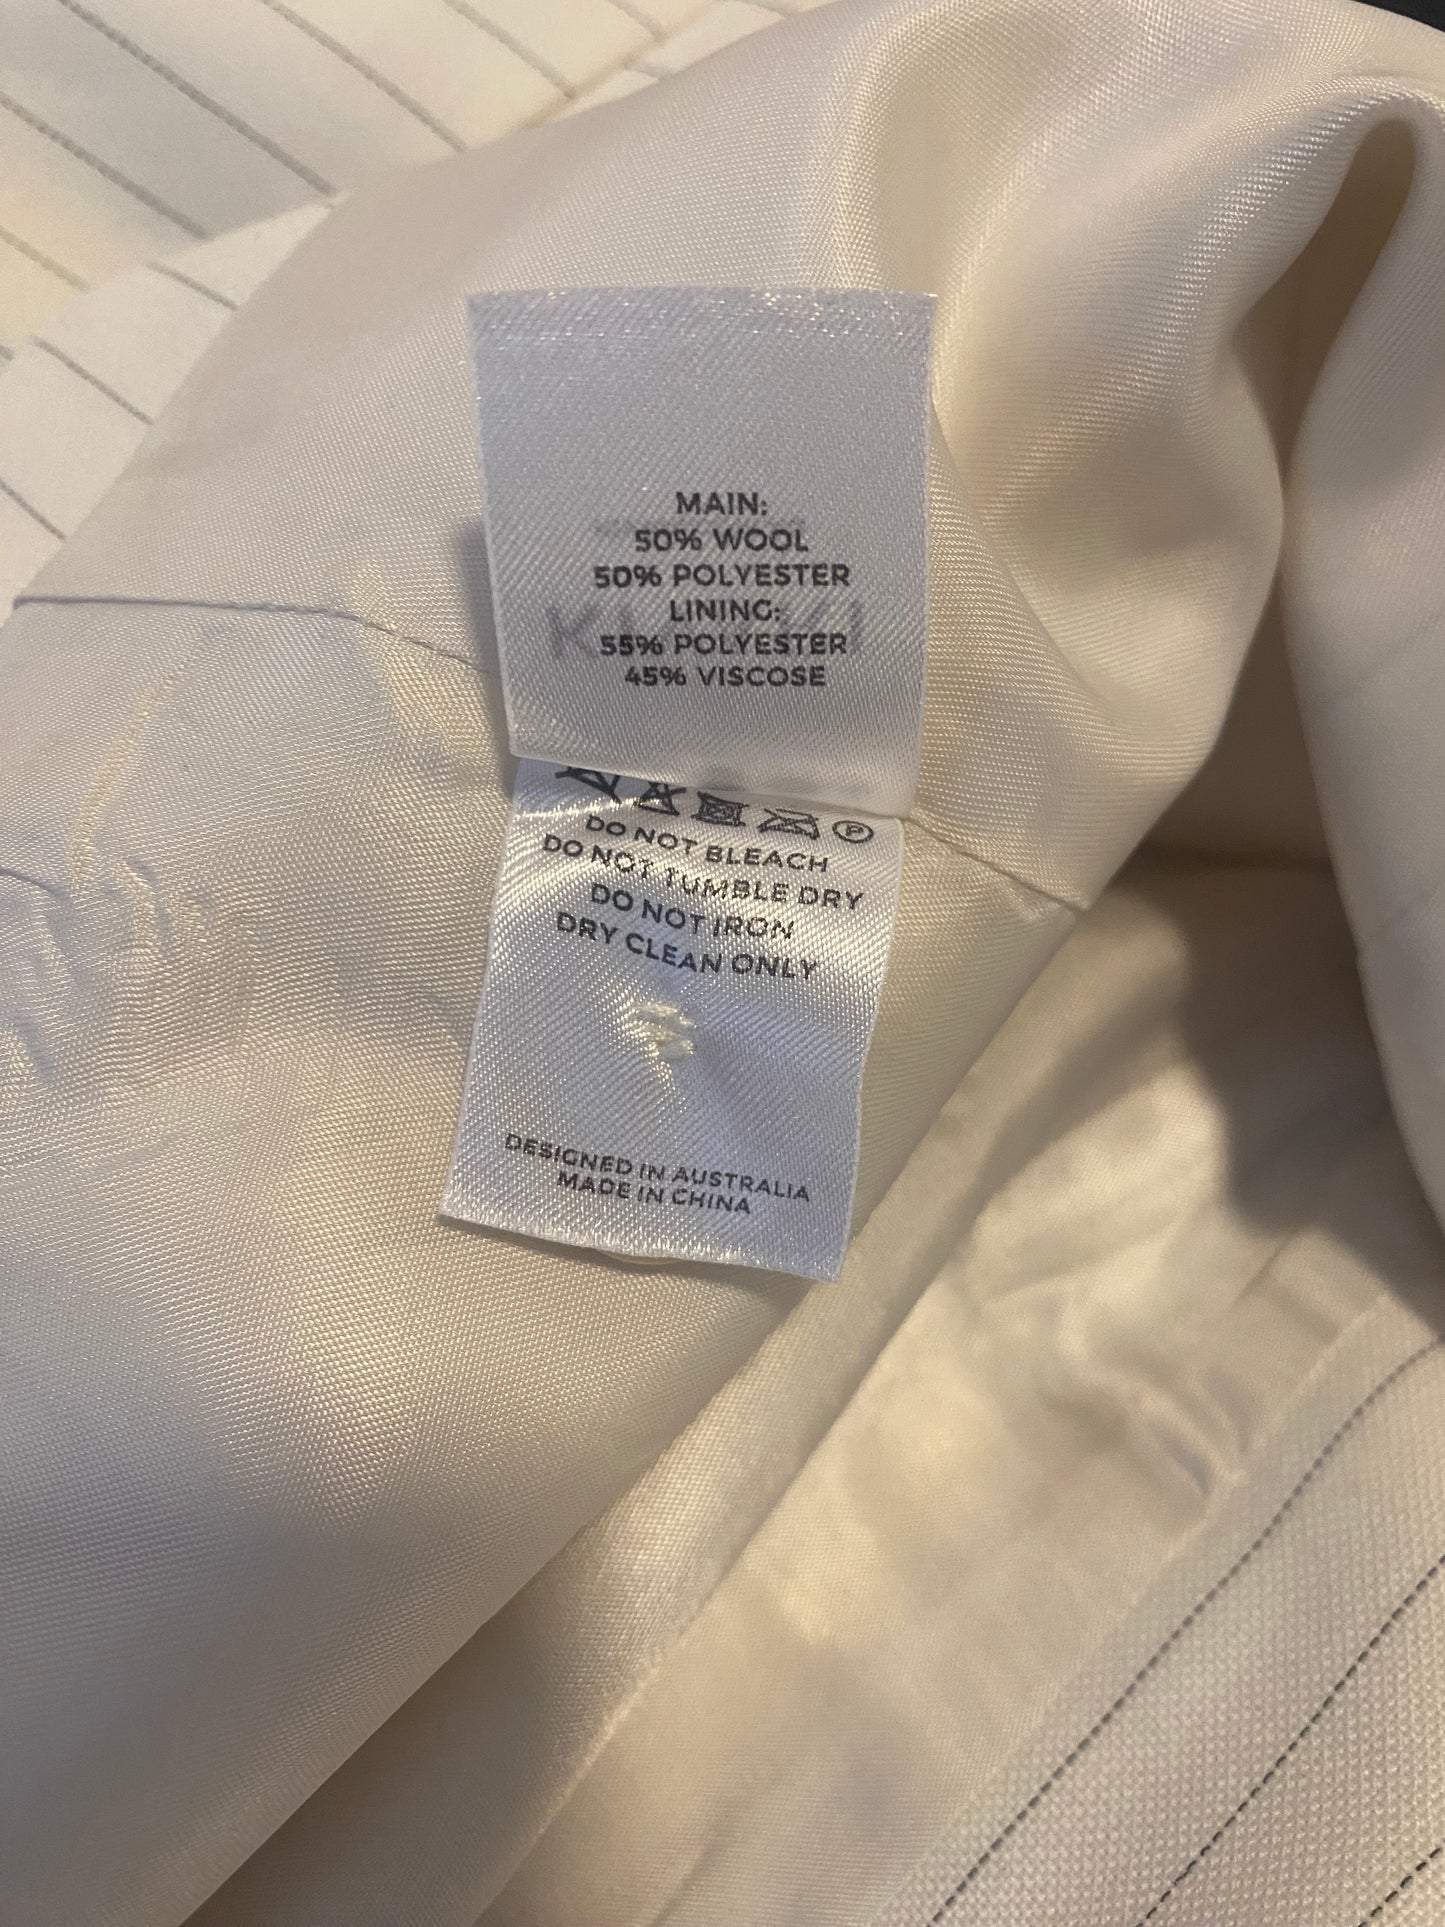 MAIN:
50% WOOL
50% POLYESTER
LINING:
55% POLYESTER
45% VISCOSE
P
DO NOT BLEACH
DO NOT TUMBLE DRY
DO NOT IRON
DRY CLEAN ONLY
DESIGNED IN AUSTRALIA
MADE IN CHINA